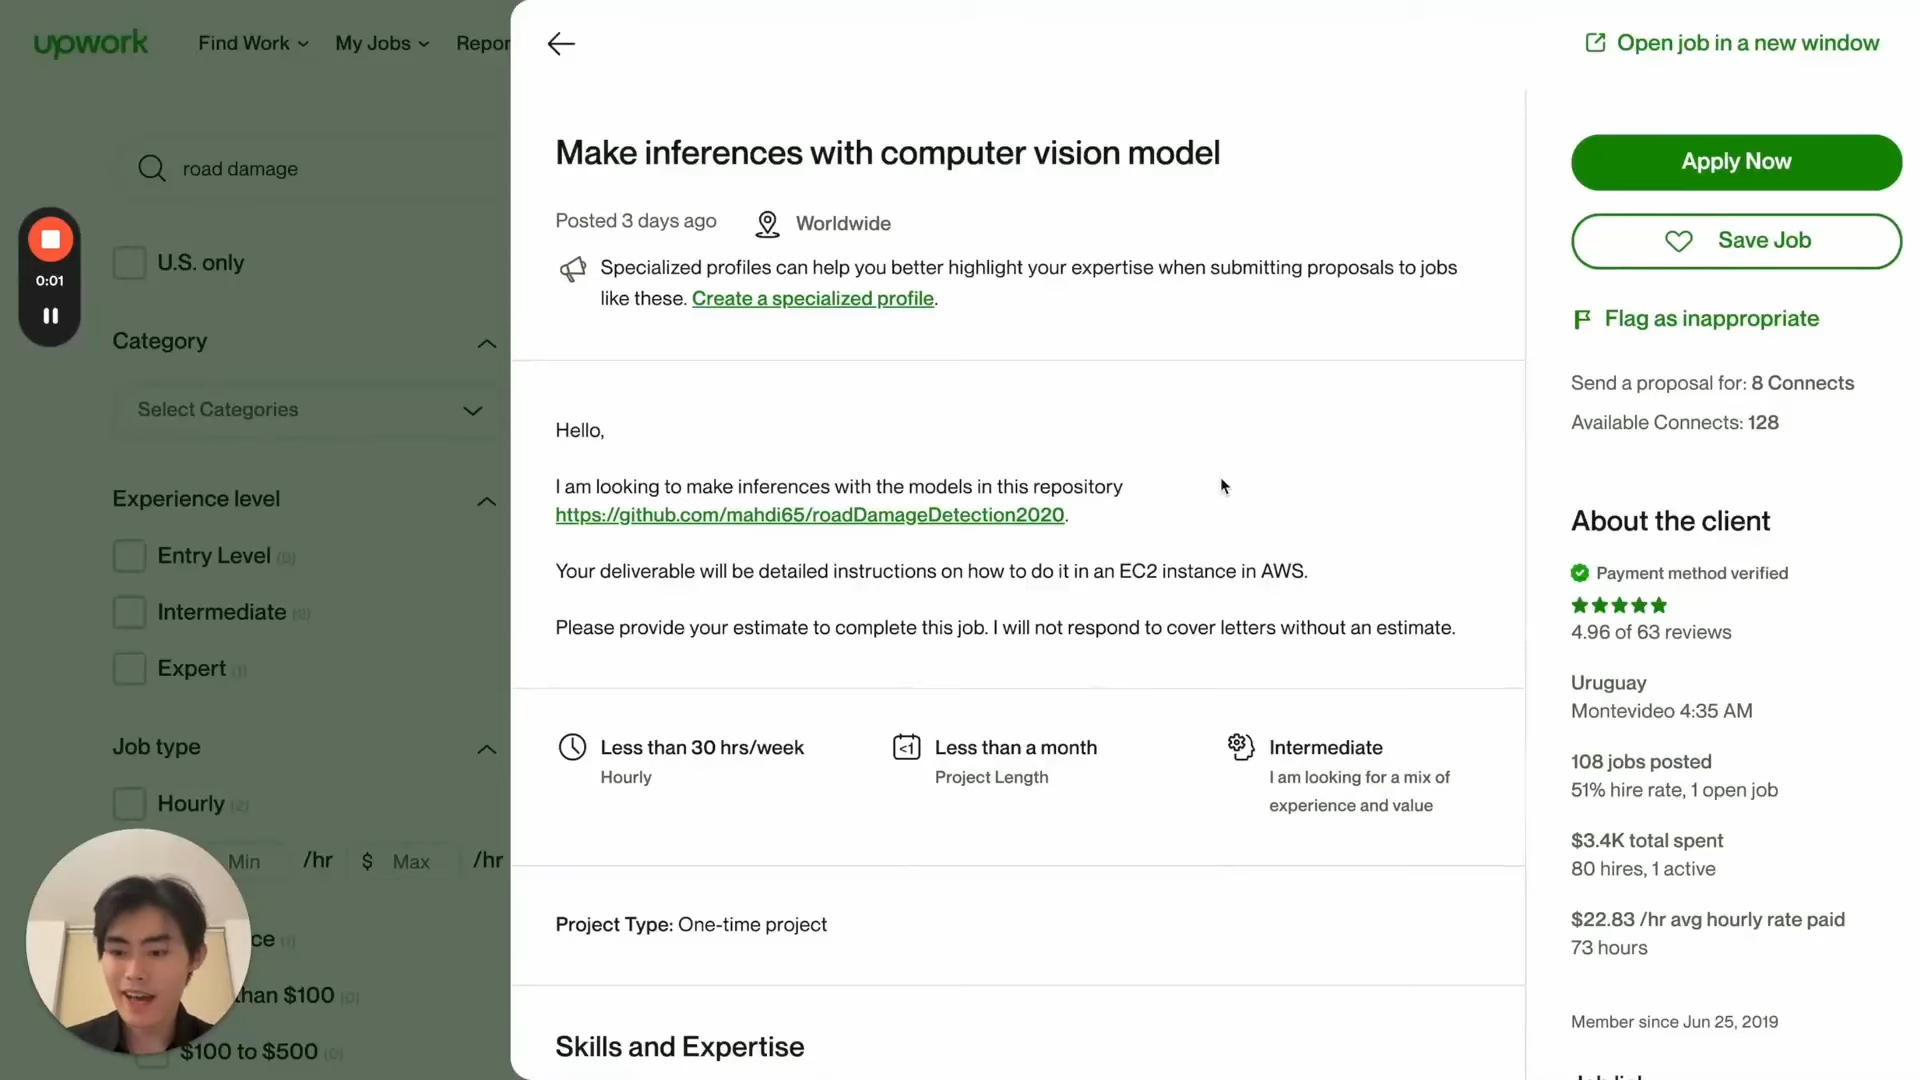 upwork
Find Work
My Jobs
Repor
Open job in a new window
road damage
0:01
U.S. only
Category
Select Categories
Experience level
Entry Level (0)
Intermediate (2)
Expert (1)
Job type
Hourly (2)
Min /hr $ Max /hr
ce (1)
than $100 (0)
$100 to $500 (0)
Make inferences with computer vision model
Posted 3 days ago
Worldwide
Specialized profiles can help you better highlight your expertise when submitting proposals to jobs
like these. Create a specialized profile.
Hello,
I am looking to make inferences with the models in this repository
https://github.com/mahdi65/roadDamageDetection2020.
Your deliverable will be detailed instructions on how to do it in an EC2 instance in AWS.
Please provide your estimate to complete this job. I will not respond to cover letters without an estimate.
Less than 30 hrs/week
Hourly
<1
Less than a month
Project Length
Intermediate
I am looking for a mix of
experience and value
Project Type: One-time project
Skills and Expertise
Apply Now
Save Job
Flag as inappropriate
Send a proposal for: 8 Connects
Available Connects: 128
About the client
Payment method verified
4.96 of 63 reviews
Uruguay
Montevideo 4:35 AM
108 jobs posted
51% hire rate, 1 open job
$3.4K total spent
80 hires, 1 active
$22.83 /hr avg hourly rate paid
73 hours
Member since Jun 25, 2019